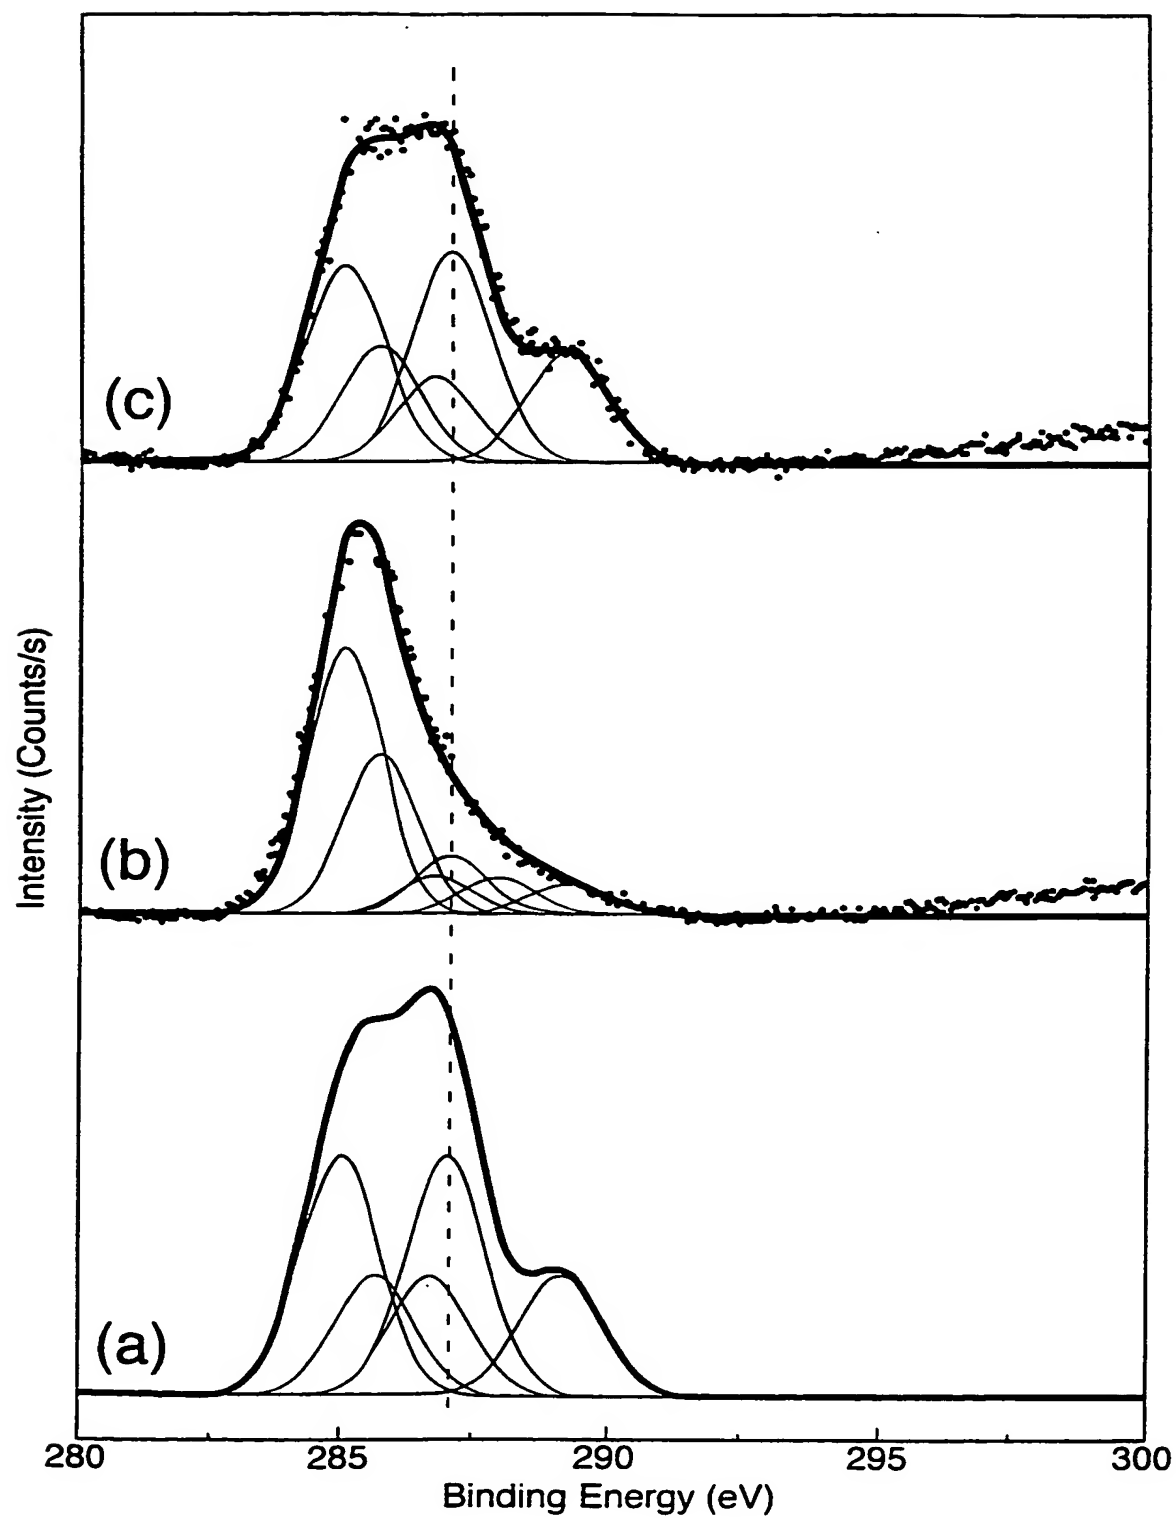 (c)
(b)
(a)
Intensity (Counts/s)
280 285 290 295 300
Binding Energy (eV)